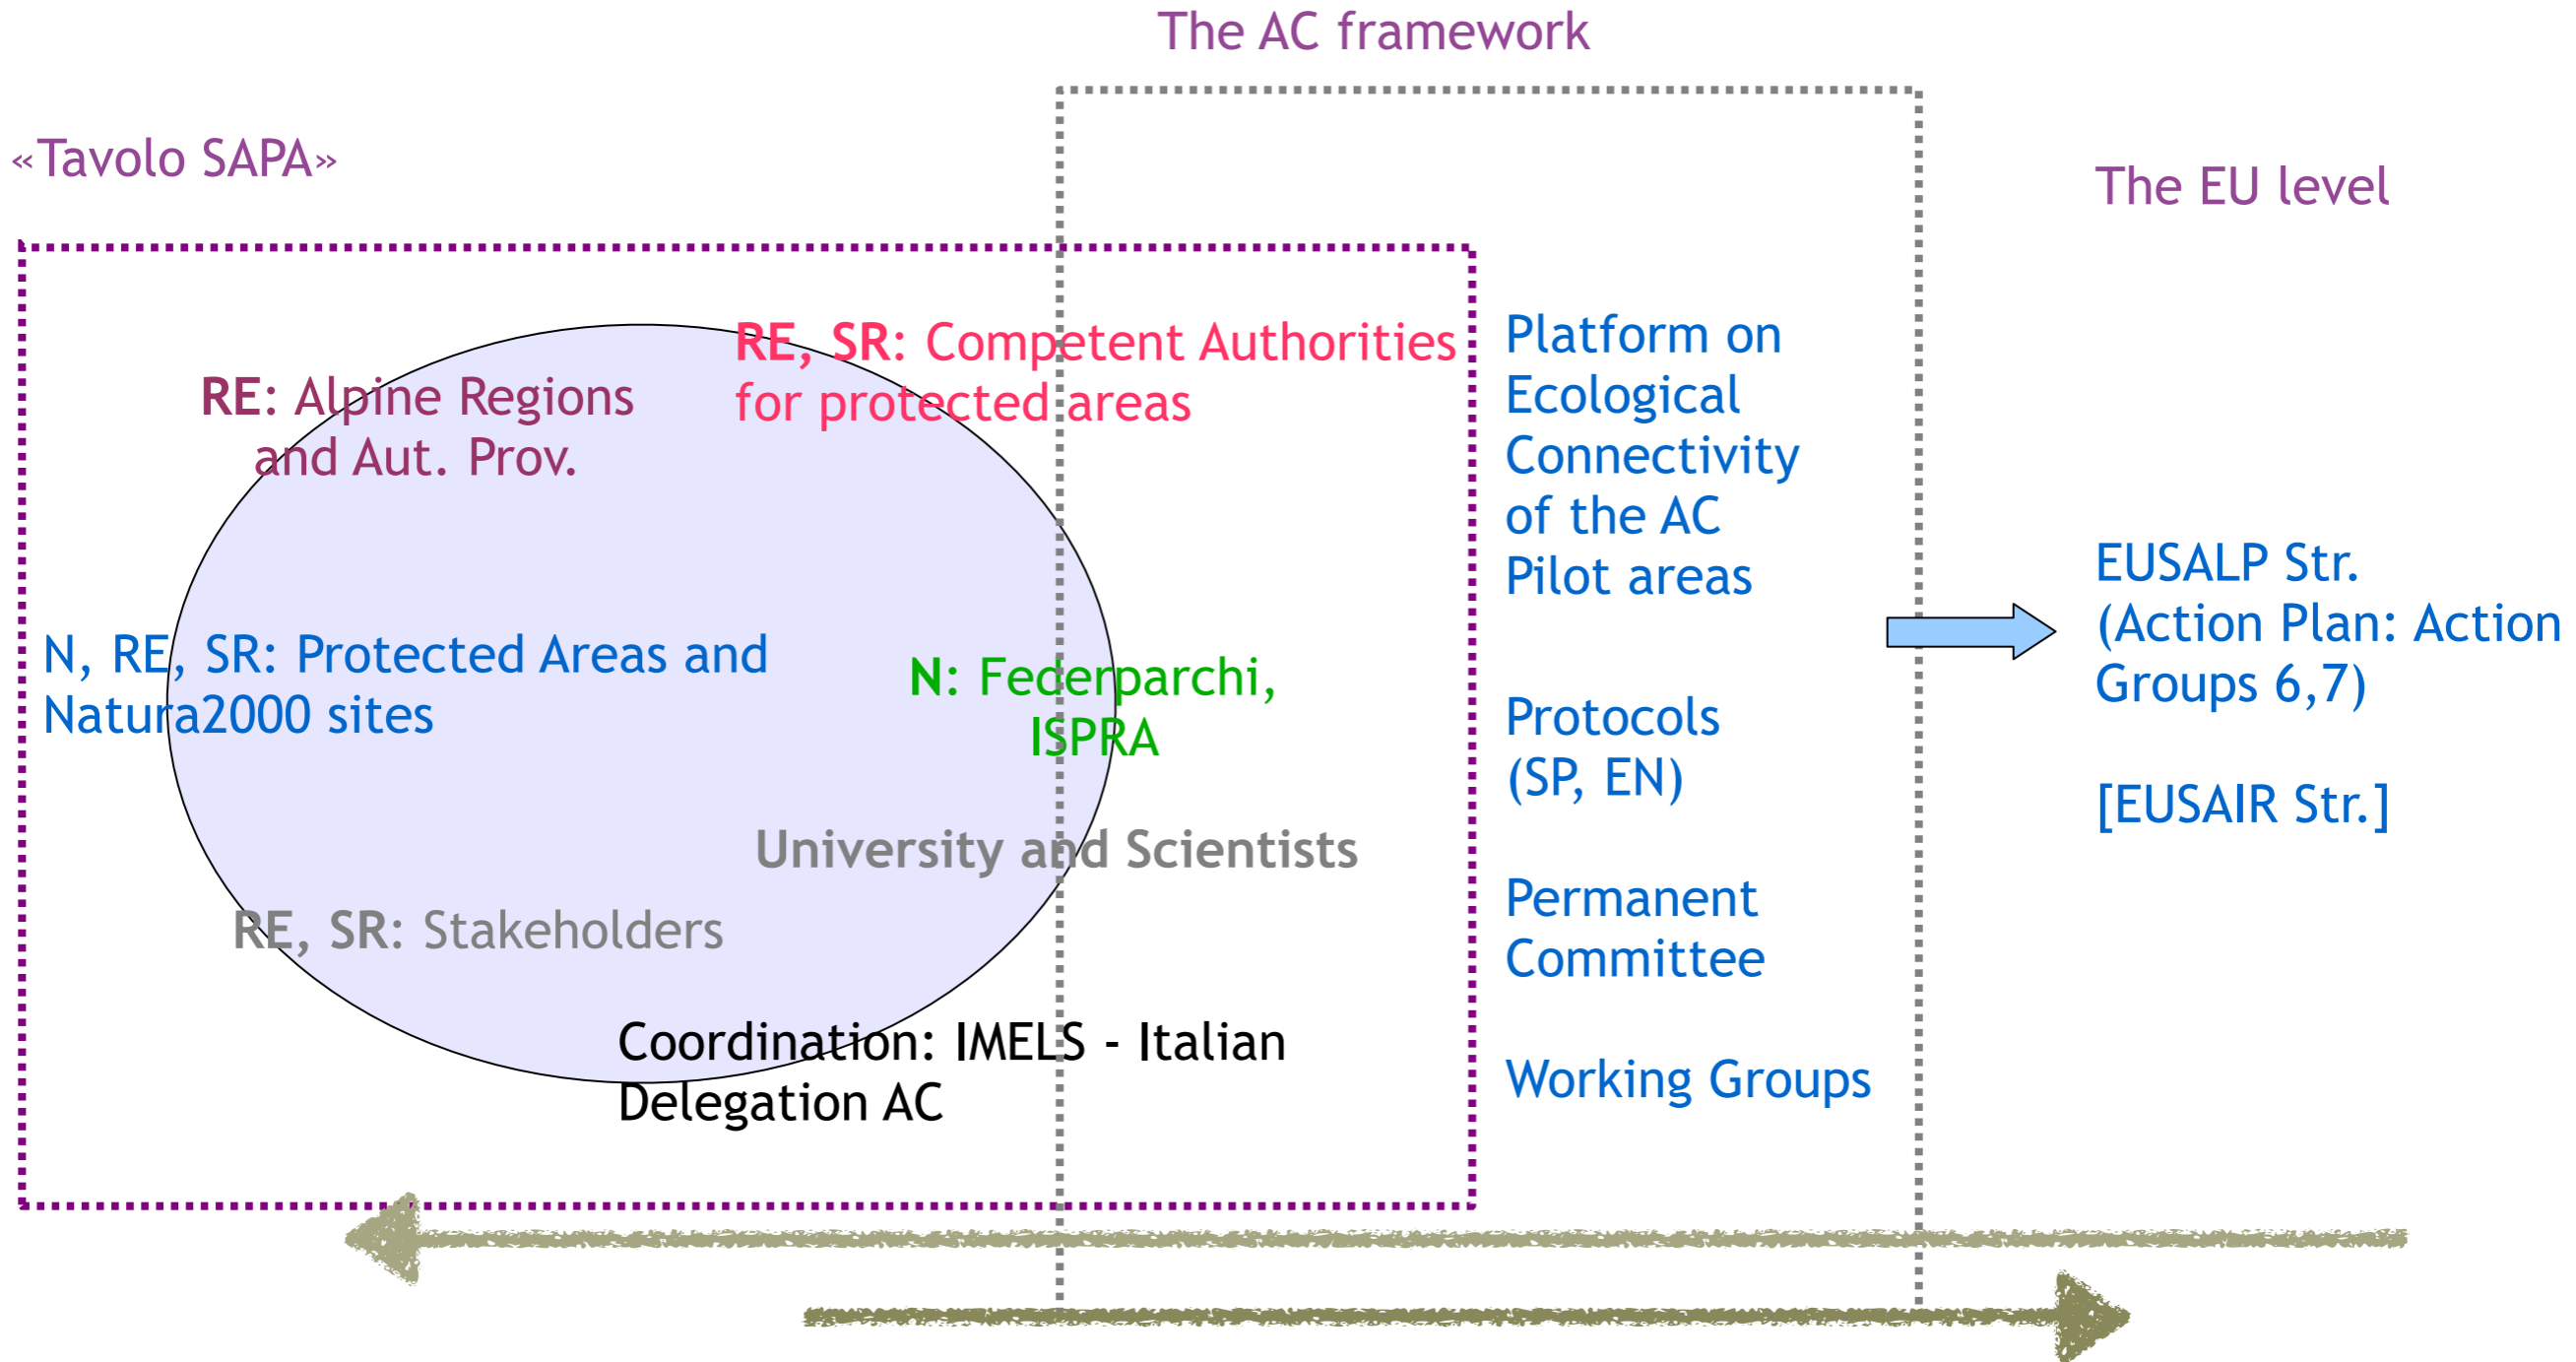 The AC framework
«Tavolo SAPA»
The EU level
RE, SR: Competent Authorities
for protected areas
RE: Alpine Regions
and Aut. Prov.
N, RE, SR: Protected Areas and
Natura2000 sites
N: Federparchi,
ISPRA
University and Scientists
RE, SR: Stakeholders
Coordination: IMELS - Italian
Delegation AC
Platform on
Ecological
Connectivity
of the AC
Pilot areas
Protocols
(SP, EN)
Permanent
Committee
Working Groups
EUSALP Str.
(Action Plan: Action
Groups 6,7)
[EUSAIR Str.]